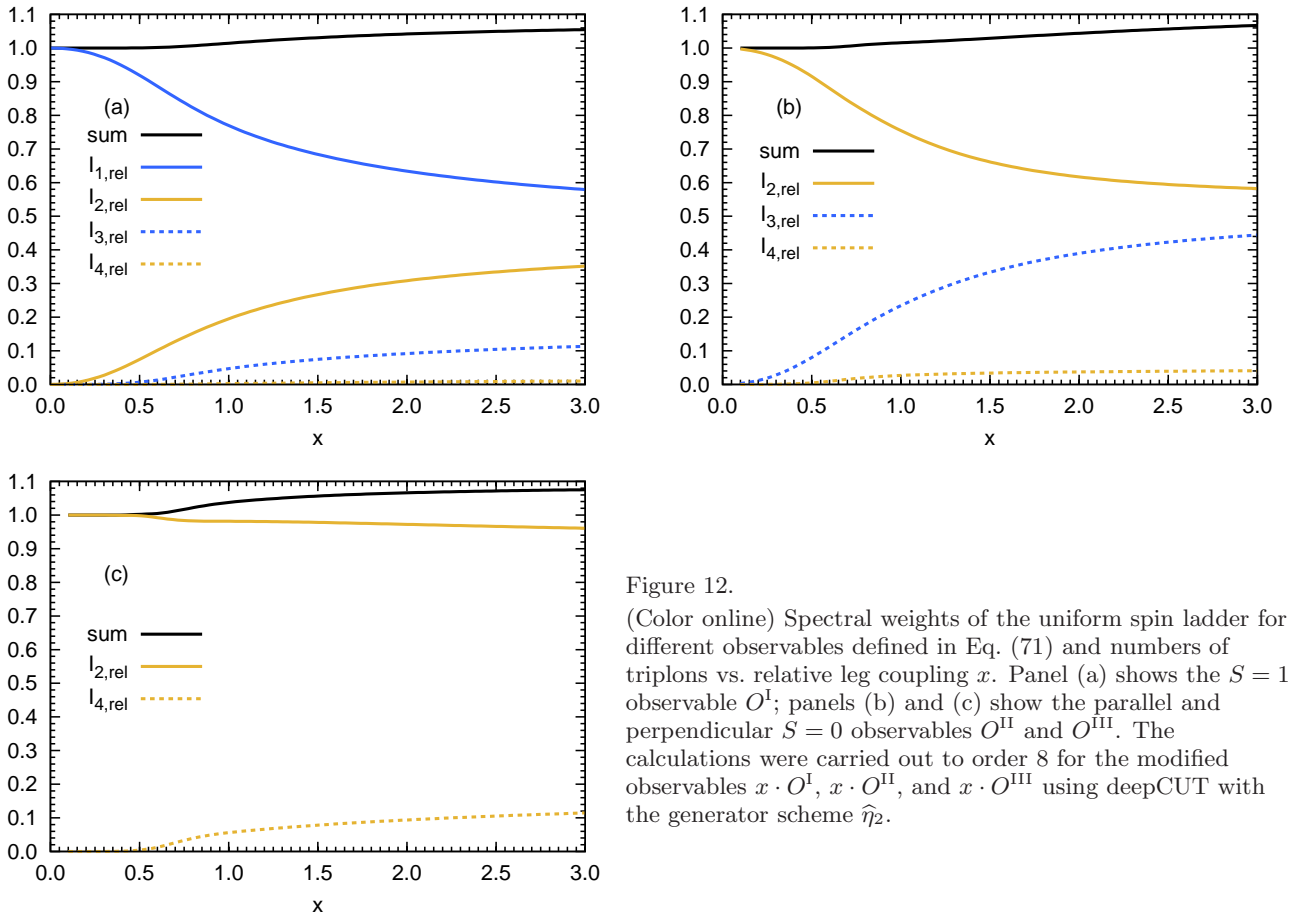 1.1
1.0
0.9
0.8
0.7
0.6
0.5
0.4
0.3
0.2
0.1
0.0
(a)
sum
I1,rel
I2,rel
I3,rel
I4,rel
0.0 0.5 1.0 1.5 2.0 2.5 3.0
x
1.1
1.0
0.9
0.8
0.7
0.6
0.5
0.4
0.3
0.2
0.1
0.0
(b)
sum
I2,rel
I3,rel
I4,rel
0.0 0.5 1.0 1.5 2.0 2.5 3.0
x
1.1
1.0
0.9
0.8
0.7
0.6
0.5
0.4
0.3
0.2
0.1
0.0
(c)
sum
I2,rel
I4,rel
0.0 0.5 1.0 1.5 2.0 2.5 3.0
x
Figure 12.
(Color online) Spectral weights of the uniform spin ladder for
different observables defined in Eq. (71) and numbers of
triplons vs. relative leg coupling x. Panel (a) shows the S = 1
observable O^I; panels (b) and (c) show the parallel and
perpendicular S = 0 observables O^II and O^III. The
calculations were carried out to order 8 for the modified
observables x · O^I, x · O^II, and x · O^III using deepCUT with
the generator scheme η̂2.